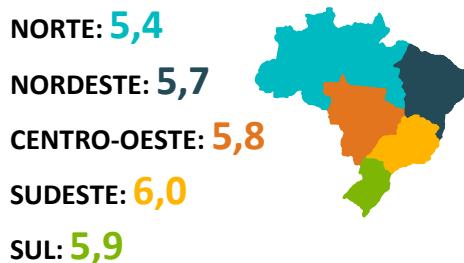 NORTE: 5,4
NORDESTE: 5,7
CENTRO-OESTE: 5,8
SUDESTE: 6,0
SUL: 5,9